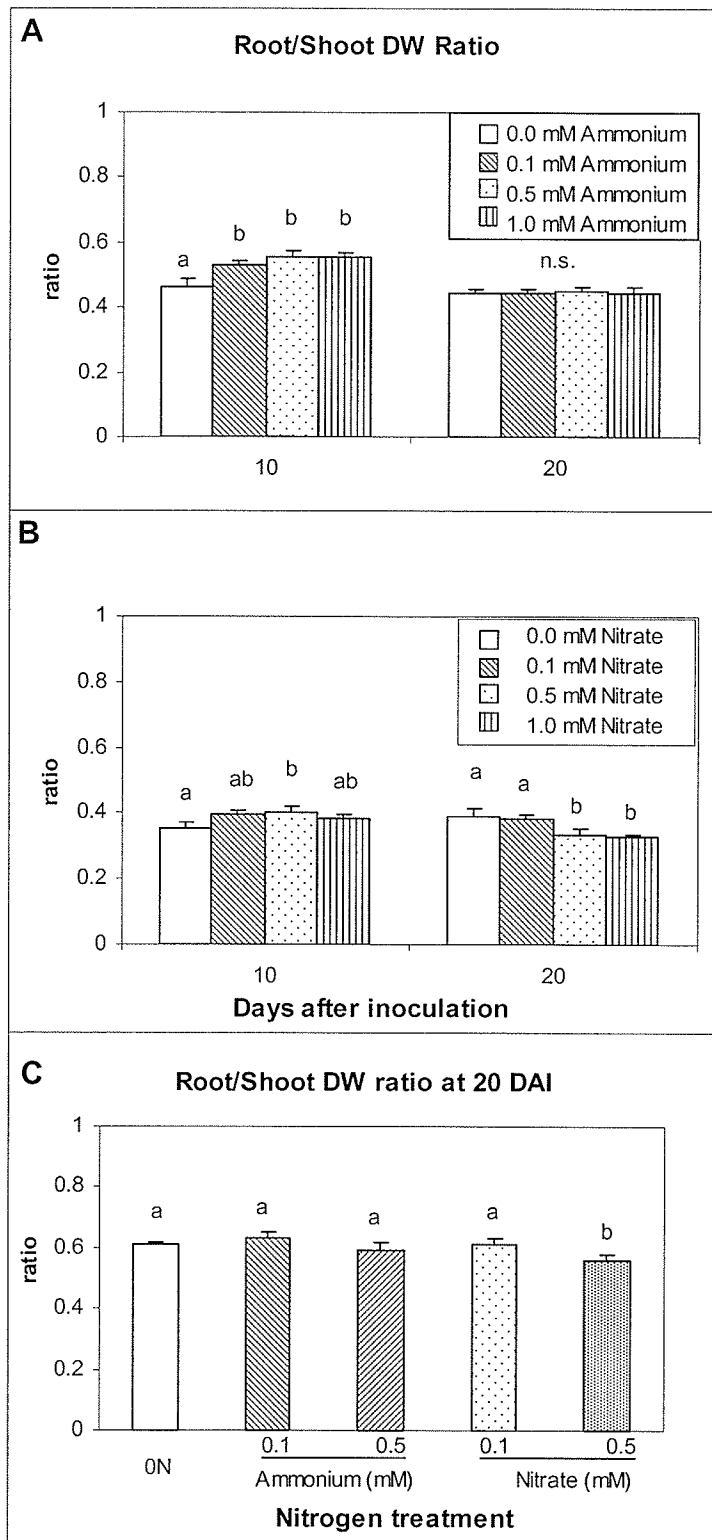 A
Root/Shoot DW Ratio
1
0.8
0.6
0.4
0.2
0
ratio
0.0 mM Ammonium
0.1 mM Ammonium
0.5 mM Ammonium
1.0 mM Ammonium
a
b
b
b
n.s.
10
20
B
1
0.8
0.6
0.4
0.2
0
ratio
0.0 mM Nitrate
0.1 mM Nitrate
0.5 mM Nitrate
1.0 mM Nitrate
a
ab
b
ab
a
a
b
b
10
20
Days after inoculation
C
Root/Shoot DW ratio at 20 DAI
1
0.8
0.6
0.4
0.2
0
ratio
a
a
a
a
b
0N
0.1
0.5
0.1
0.5
Ammonium (mM)
Nitrate (mM)
Nitrogen treatment